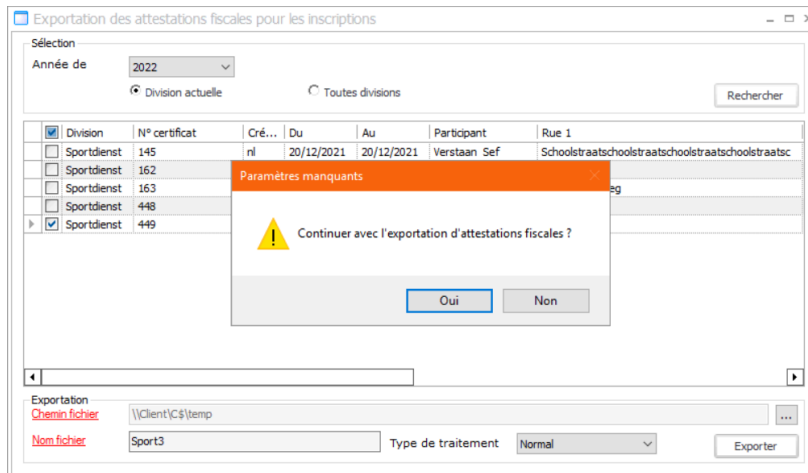 Exportation des attestations fiscales pour les inscriptions
Sélection
Année de 2022
Division actuelle Toutes divisions
Rechercher
Division N° certificat Cré... Du Au Participant Rue 1
Sportdienst 145 nl 20/12/2021 20/12/2021 Verstaan Sef Schoolstraatschoolstraatschoolstraatschoolstraatsc
Sportdienst 162
Sportdienst 163 eg
Sportdienst 448
Sportdienst 449
Paramètres manquants
Continuer avec l'exportation d'attestations fiscales ?
Oui Non
Exportation
Chemin fichier \\Client\C$\temp ...
Nom fichier Sport3 Type de traitement Normal Exporter